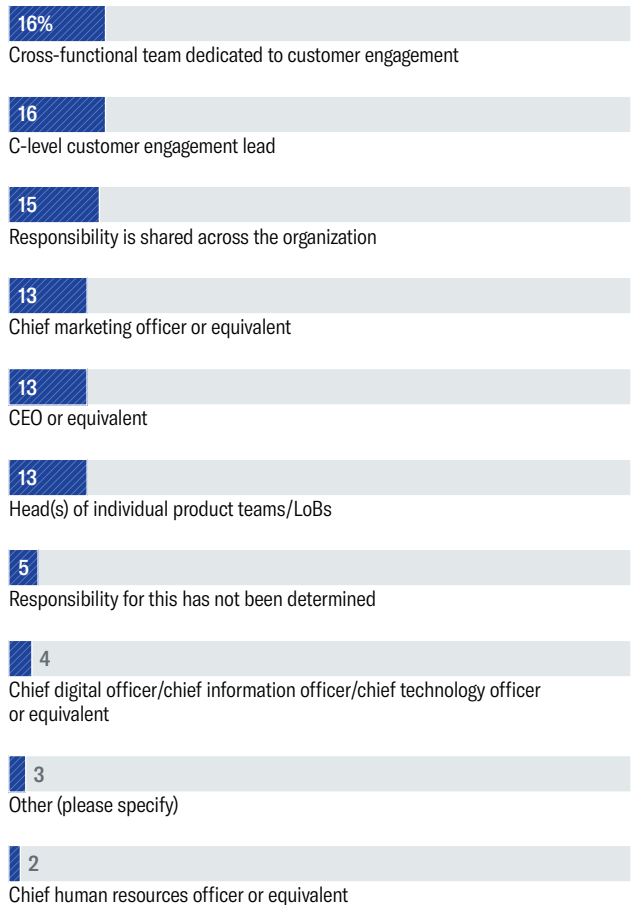 16%
Cross-functional team dedicated to customer engagement
16
C-level customer engagement lead
15
Responsibility is shared across the organization
13
Chief marketing officer or equivalent
13
CEO or equivalent
13
Head(s) of individual product teams/LoBs
5
Responsibility for this has not been determined
4
Chief digital officer/chief information officer/chief technology officer
or equivalent
3
Other (please specify)
2
Chief human resources officer or equivalent